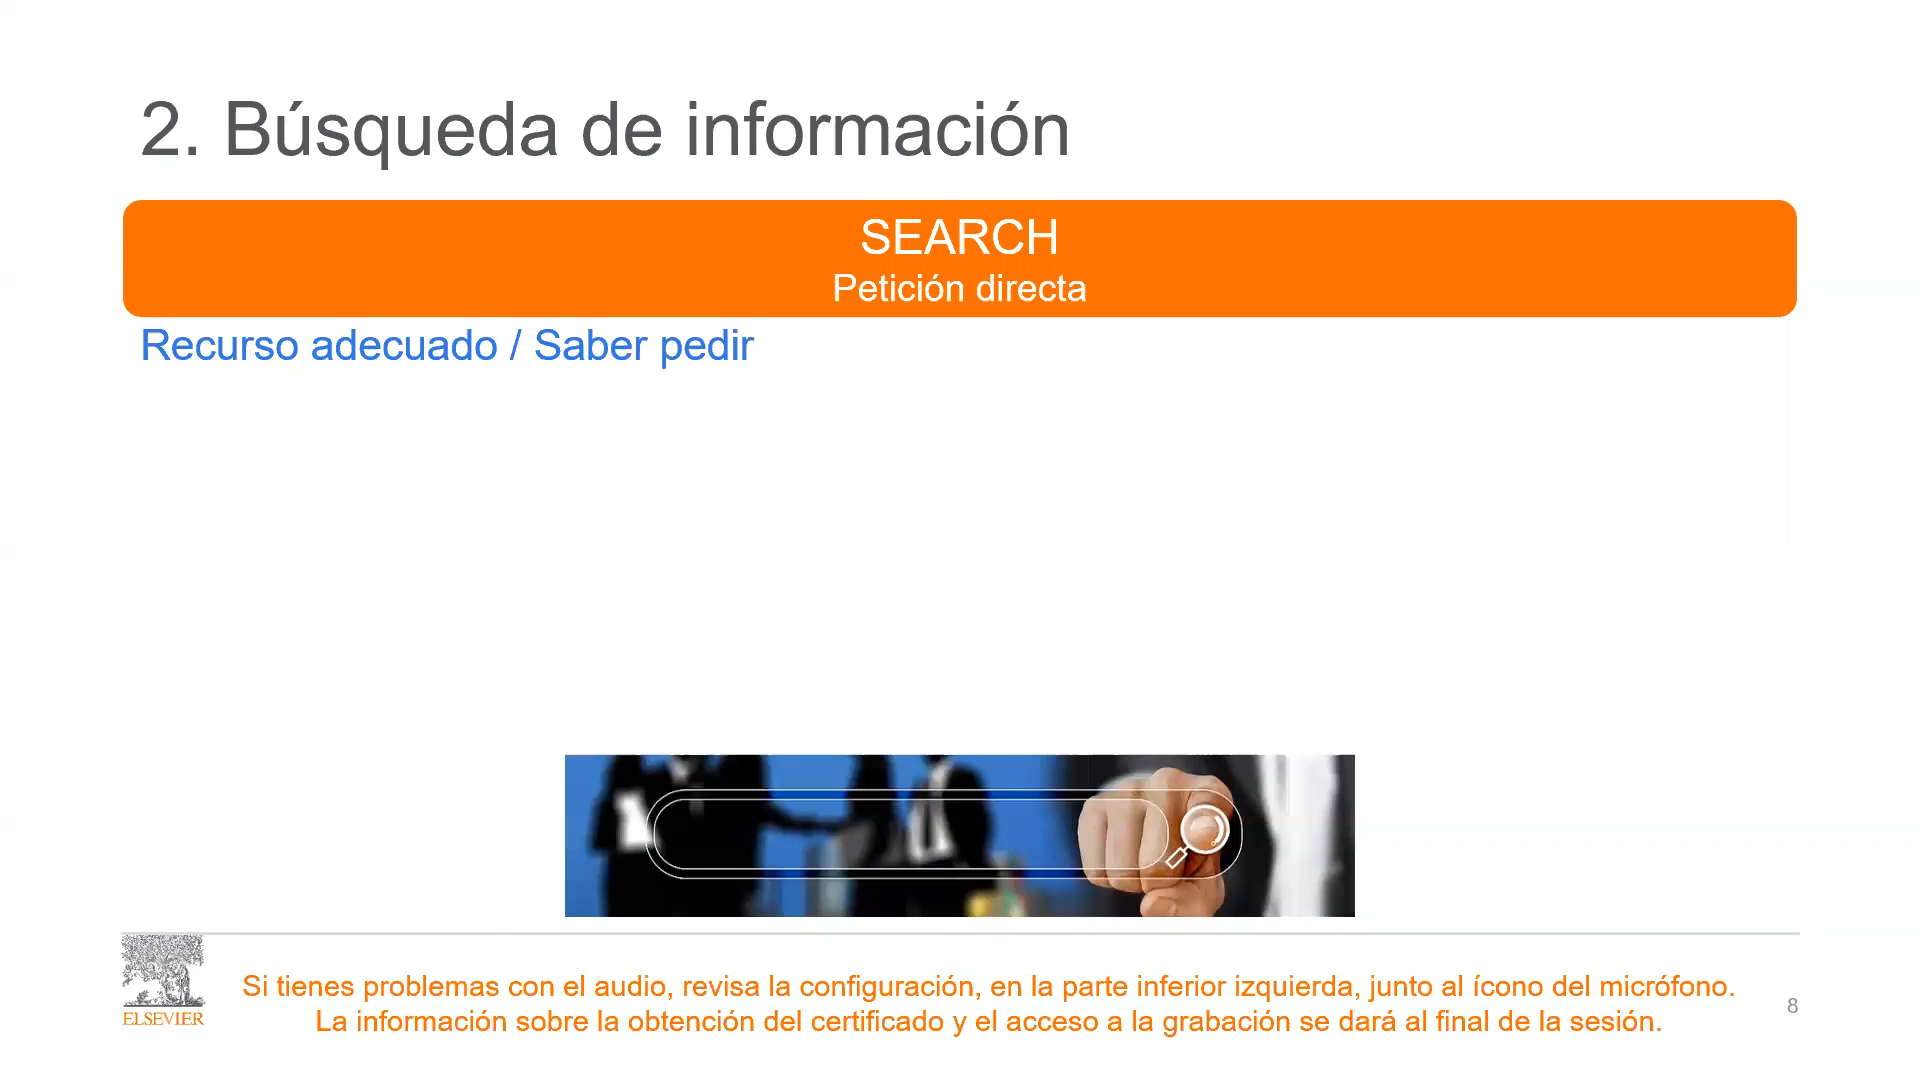 2. Búsqueda de información
SEARCH
Petición directa
Recurso adecuado / Saber pedir
ELSEVIER
Si tienes problemas con el audio, revisa la configuración, en la parte inferior izquierda, junto al ícono del micrófono.
La información sobre la obtención del certificado y el acceso a la grabación se dará al final de la sesión.
8